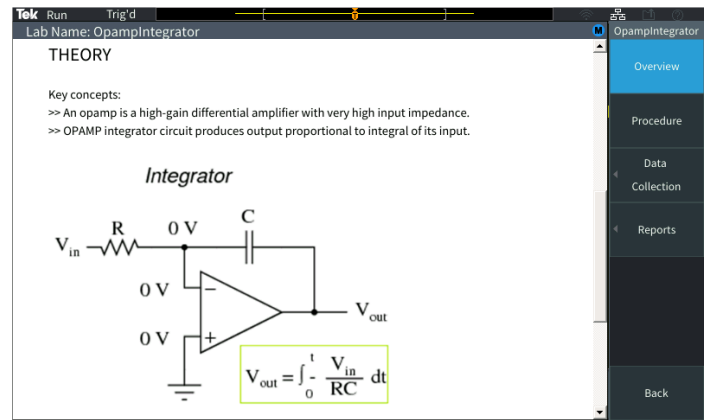 Tek Run Trig'd
Lab Name: OpampIntegrator
M
OpampIntegrator
THEORY
Key concepts:
>> An opamp is a high-gain differential amplifier with very high input impedance.
>> OPAMP integrator circuit produces output proportional to integral of its input.
Integrator
R 0 V C
Vin
0 V
−
Vout
0 V
+
Vout = ∫0t - Vin/RC dt
Overview
Procedure
Data
Collection
Reports
Back